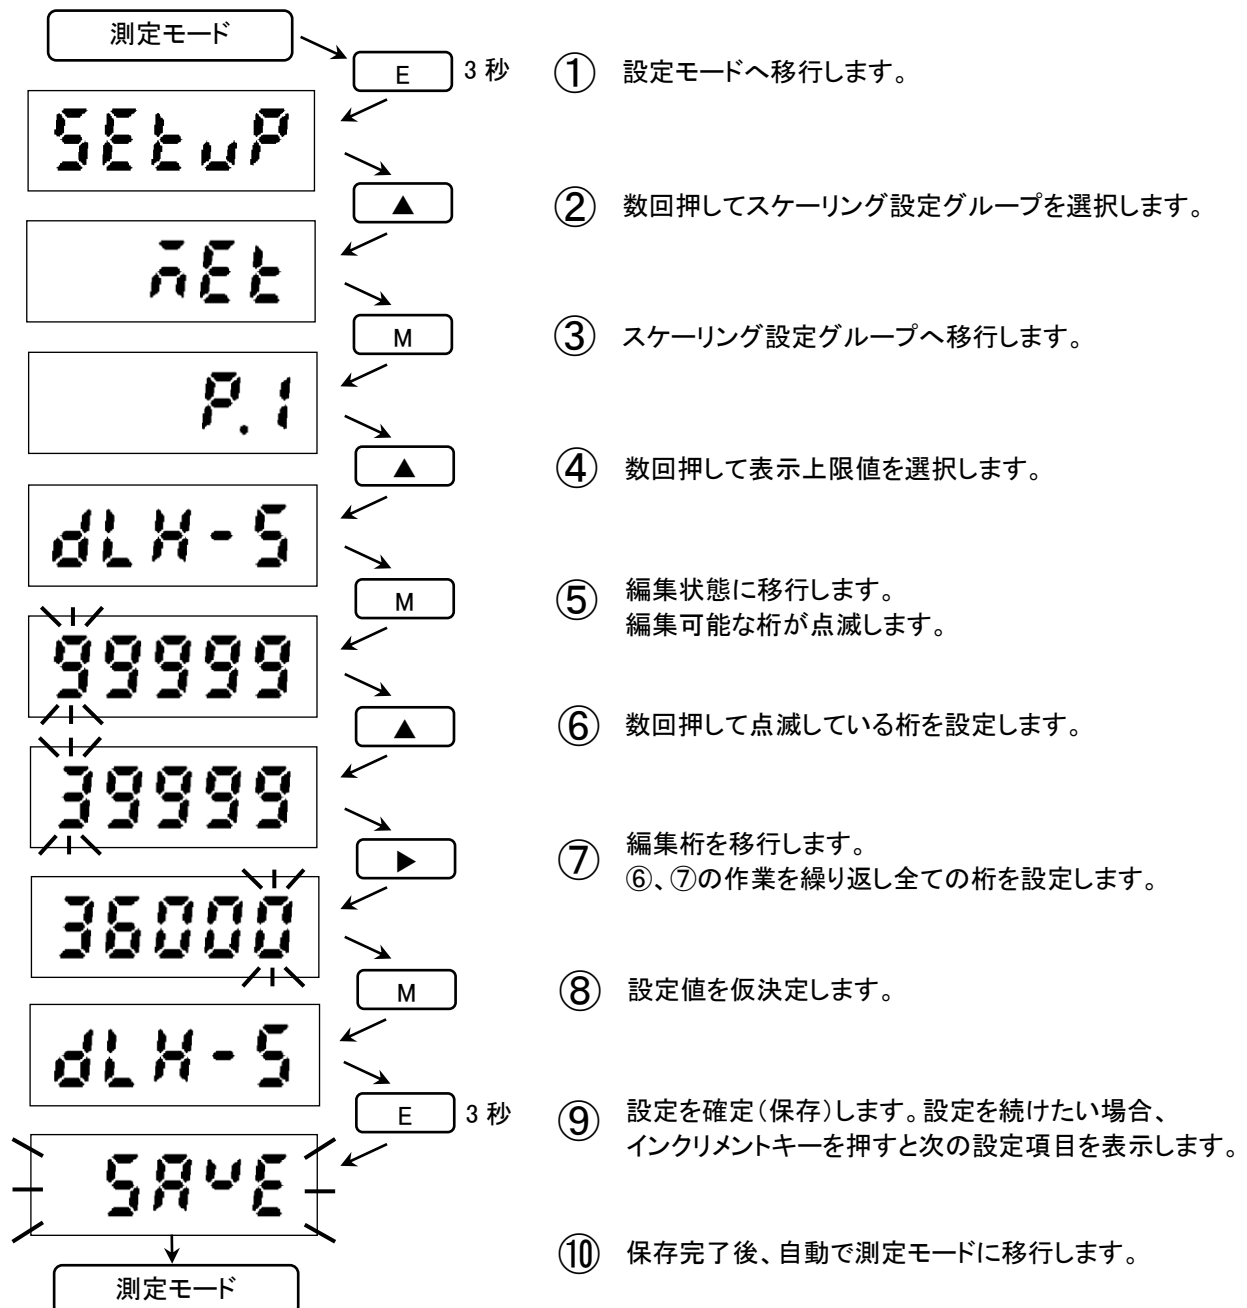 測定モード
E 3 秒 ① 設定モードへ移行します。
SEtuP
▲ ② 数回押してスケーリング設定グループを選択します。
mEt
M ③ スケーリング設定グループへ移行します。
P.1
▲ ④ 数回押して表示上限値を選択します。
dLH-S
M ⑤ 編集状態に移行します。
編集可能な桁が点滅します。
99999
▲ ⑥ 数回押して点滅している桁を設定します。
39999
▶ ⑦ 編集桁を移行します。
⑥、⑦の作業を繰り返し全ての桁を設定します。
36000
M ⑧ 設定値を仮決定します。
dLH-S
E 3 秒 ⑨ 設定を確定(保存)します。設定を続けたい場合、
インクリメントキーを押すと次の設定項目を表示します。
SAvE
⑩ 保存完了後、自動で測定モードに移行します。
測定モード